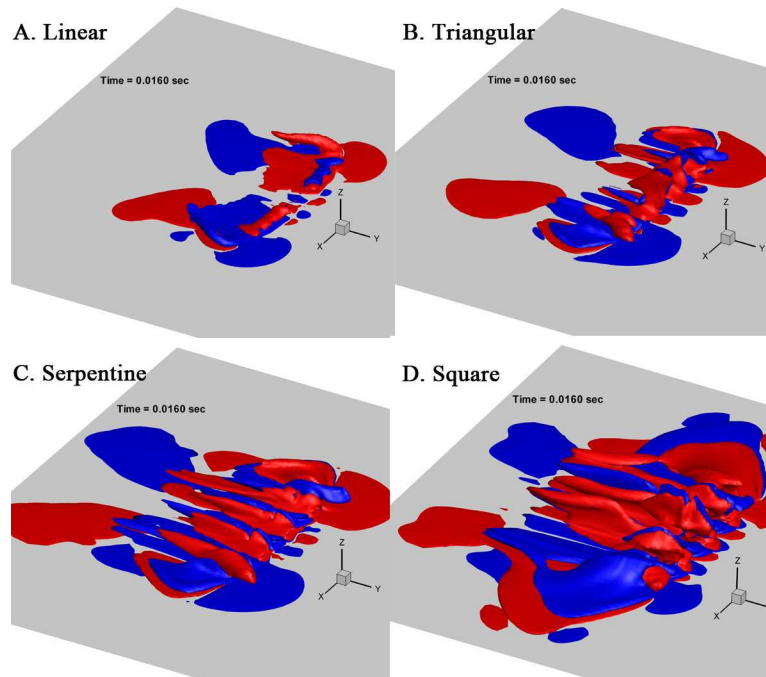 A. Linear
Time = 0.0160 sec
Z
X
Y
B. Triangular
Time = 0.0160 sec
Z
X
Y
C. Serpentine
Time = 0.0160 sec
Z
X
Y
D. Square
Time = 0.0160 sec
Z
X